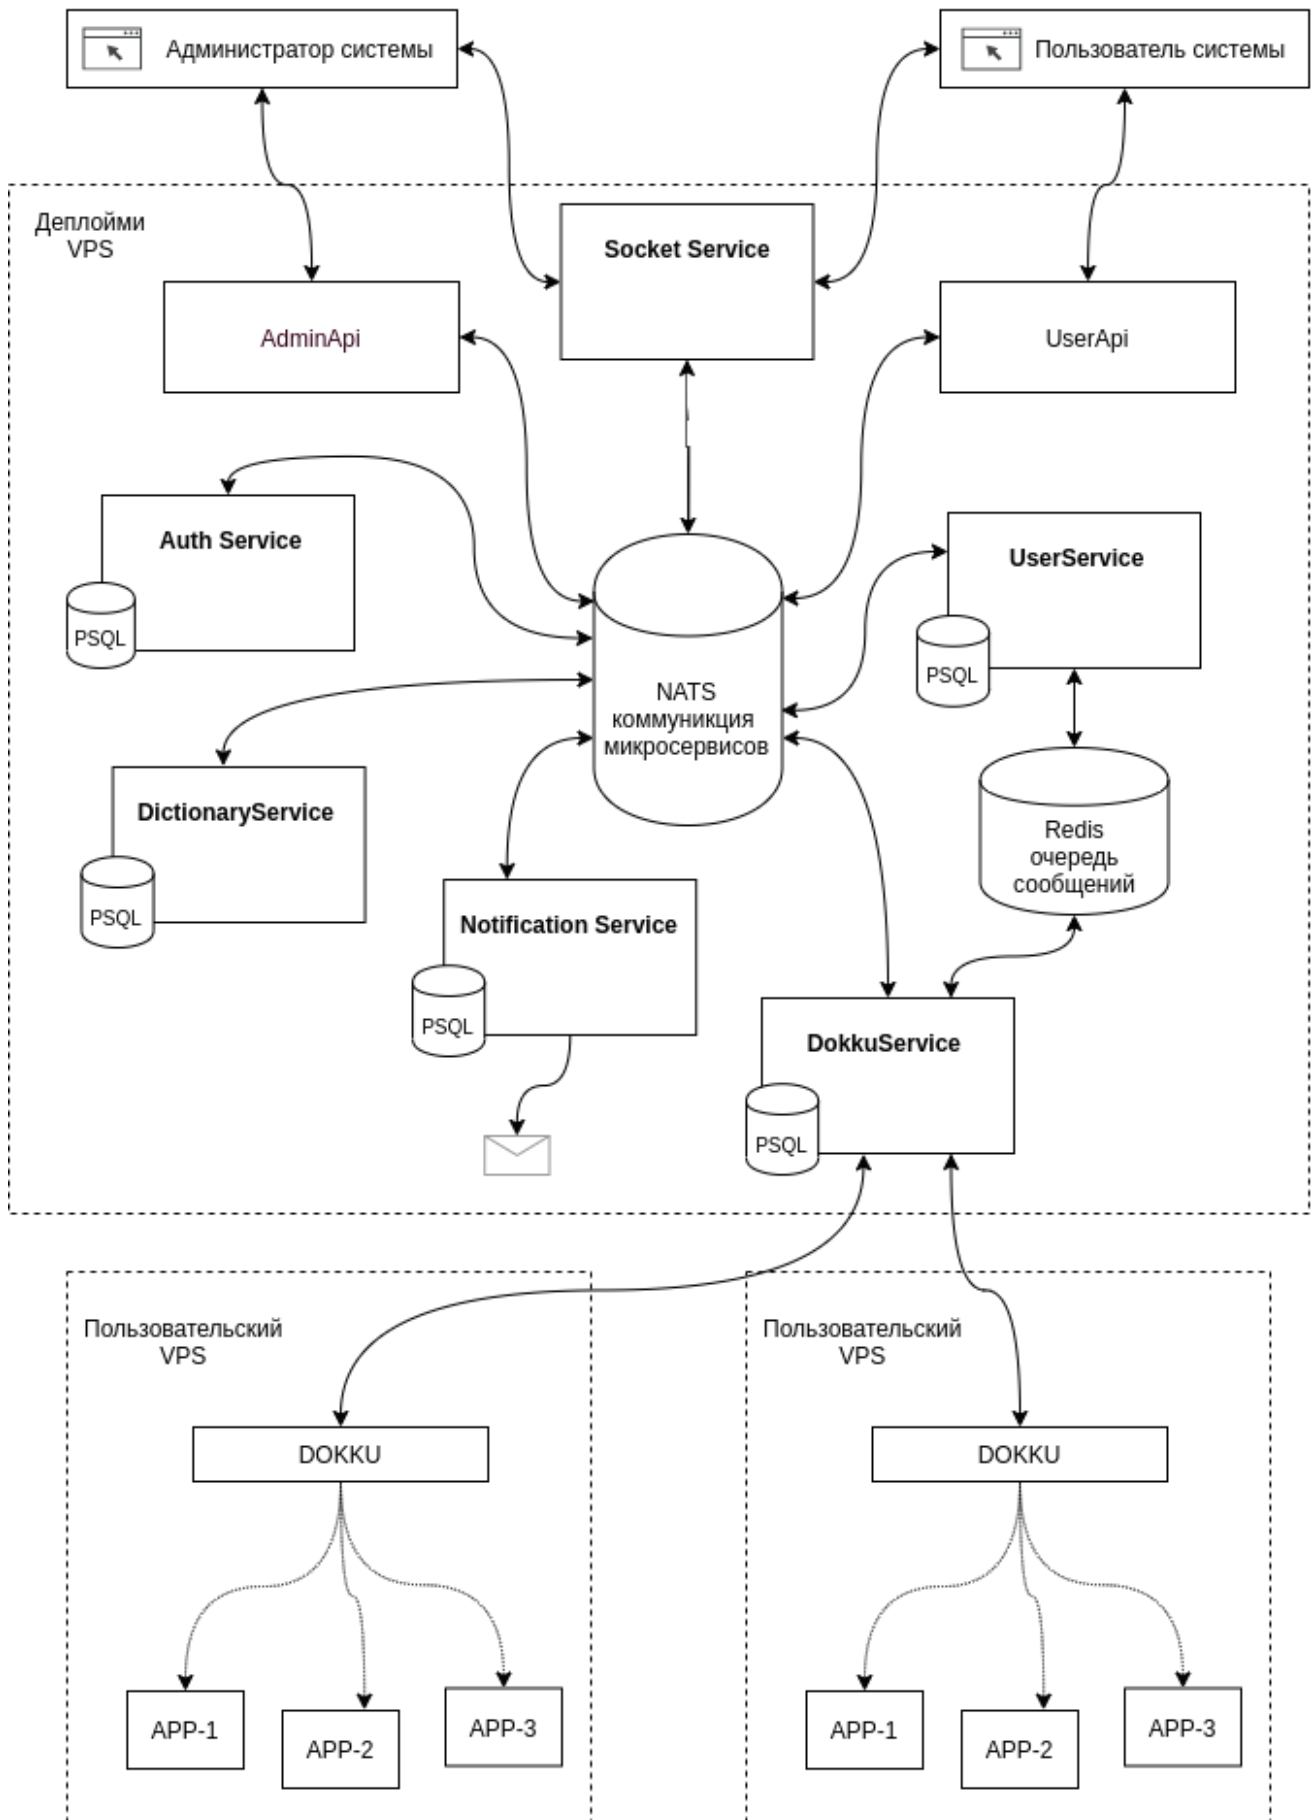 Администратор системы
Пользователь системы
Деплойми
VPS
Socket Service
AdminApi
UserApi
Auth Service
PSQL
UserService
PSQL
NATS
коммуникция
микросервисов
DictionaryService
PSQL
Redis
очередь
сообщений
Notification Service
PSQL
DokkuService
PSQL
Пользовательский
VPS
Пользовательский
VPS
DOKKU
DOKKU
APP-1
APP-2
APP-3
APP-1
APP-2
APP-3